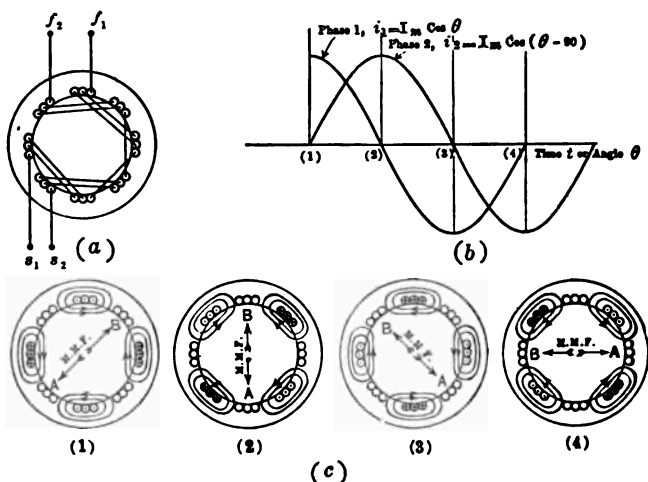 f₂ f₁
Phase 1, i₁=Iₘ Cos θ
Phase 2, i₂=Iₘ Cos (θ-90)
(1) (2) (3) (4) Time t or Angle θ
s₁ s₂
(a)
(b)
B
M.M.F.
A
B
M.M.F.
A
B
M.M.F.
A
M.M.F.
B A
(1) (2) (3) (4)
(c)